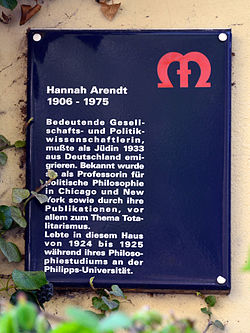 Hannah Arendt
1906 - 1975
Bedeutende Gesell-
schafts- und Politik-
wissenschaftlerin,
mußte als Jüdin 1933
aus Deutschland emi-
grieren. Bekannt wurde
sie als Professorin für
politische Philosophie
in Chicago und New
York sowie durch ihre
Publikationen, vor
allem zum Thema Tota-
litarismus.
Lebte in diesem Haus
von 1924 bis 1925
während ihres Philoso-
phiestudiums an der
Philipps-Universität.